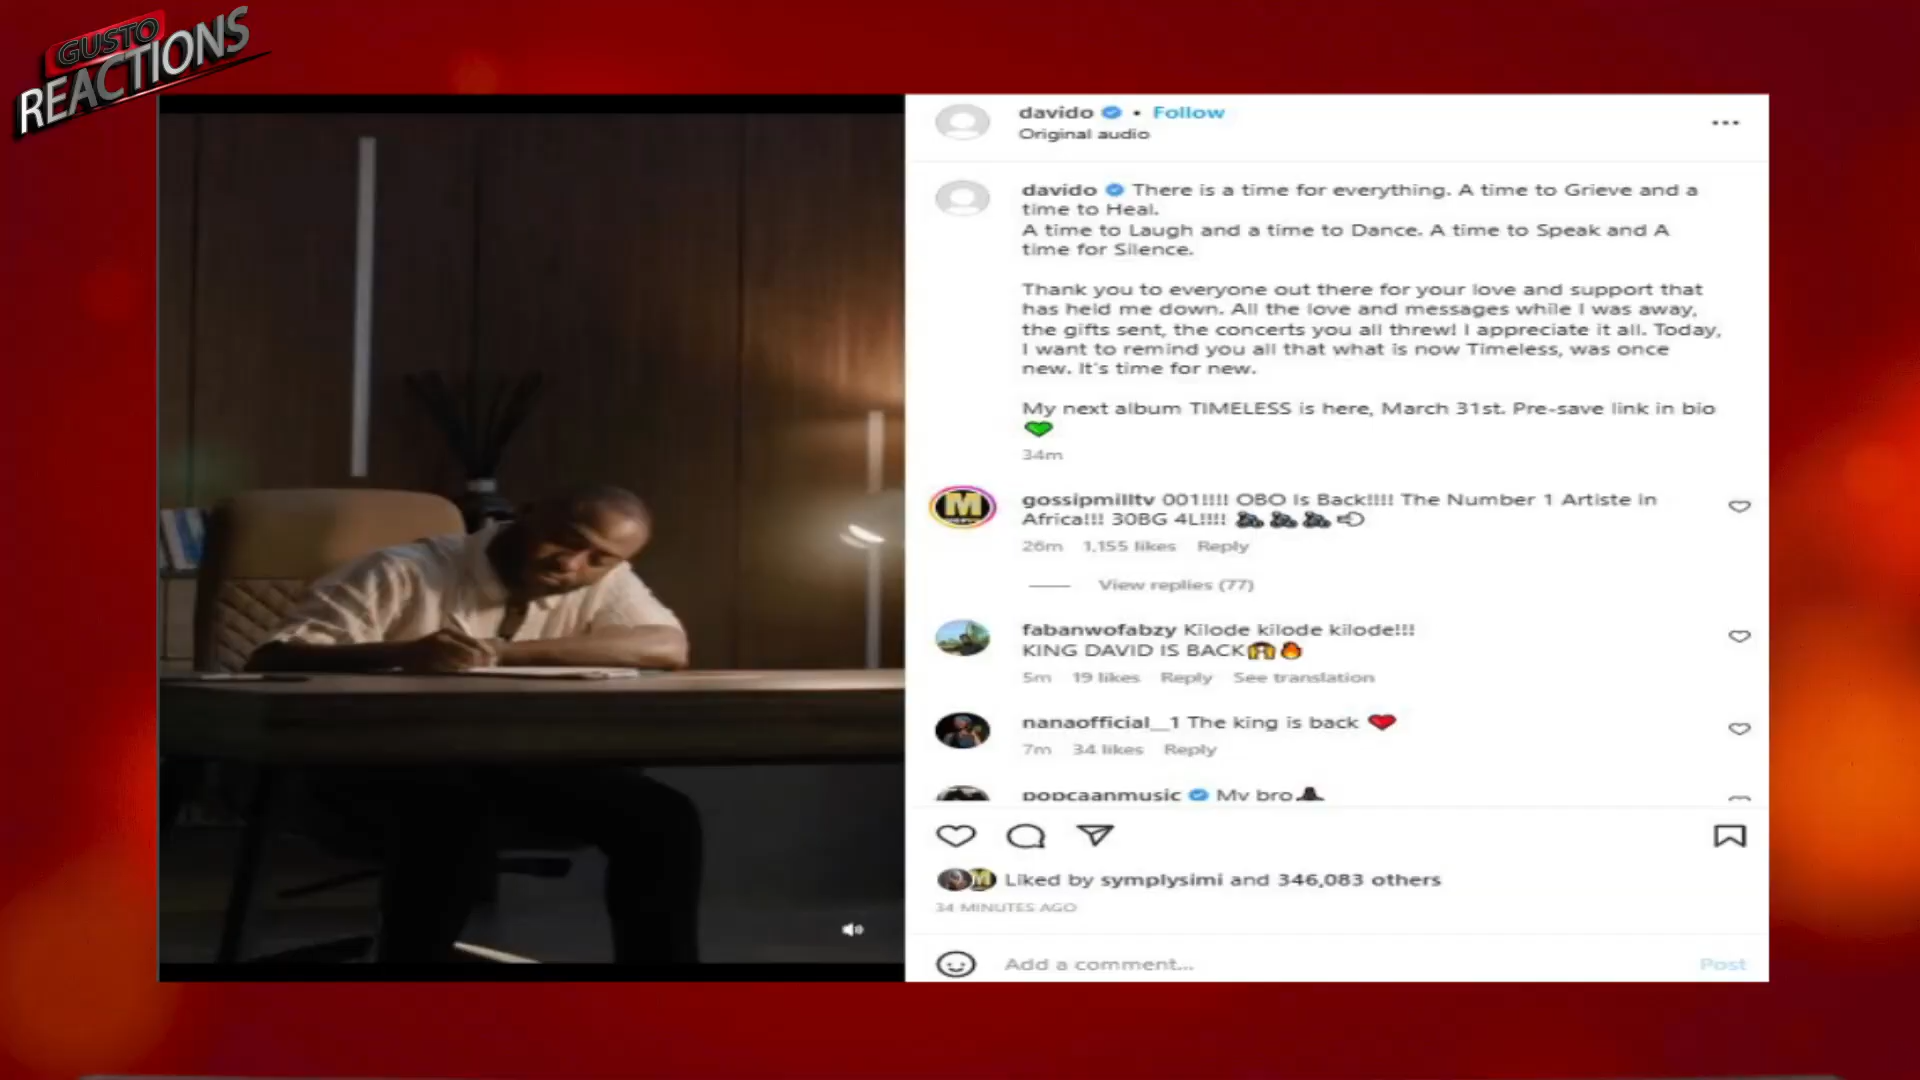 GUSTO
REACTIONS
davido • Follow
Original audio
davido There is a time for everything. A time to Grieve and a
time to Heal.
A time to Laugh and a time to Dance. A time to Speak and A
time for Silence.
Thank you to everyone out there for your love and support that
has held me down. All the love and messages while I was away,
the gifts sent, the concerts you all threw! I appreciate it all. Today,
I want to remind you all that what is now Timeless, was once
new. It's time for new.
My next album TIMELESS is here, March 31st. Pre-save link in bio
💚
34m
gossipmilltv 001!!!! OBO Is Back!!!! The Number 1 Artiste In
Africa!!! 30BG 4L!!!!
26m 1,155 likes Reply
View replies (77)
fabanwofabzy Kilode kilode kilode!!!
KING DAVID IS BACK🔥
5m 19 likes Reply See translation
nanaofficial__1 The king is back ❤️
7m 34 likes Reply
popcaanmusic My bro
Liked by symplysimi and 346,083 others
34 MINUTES AGO
Add a comment...
Post